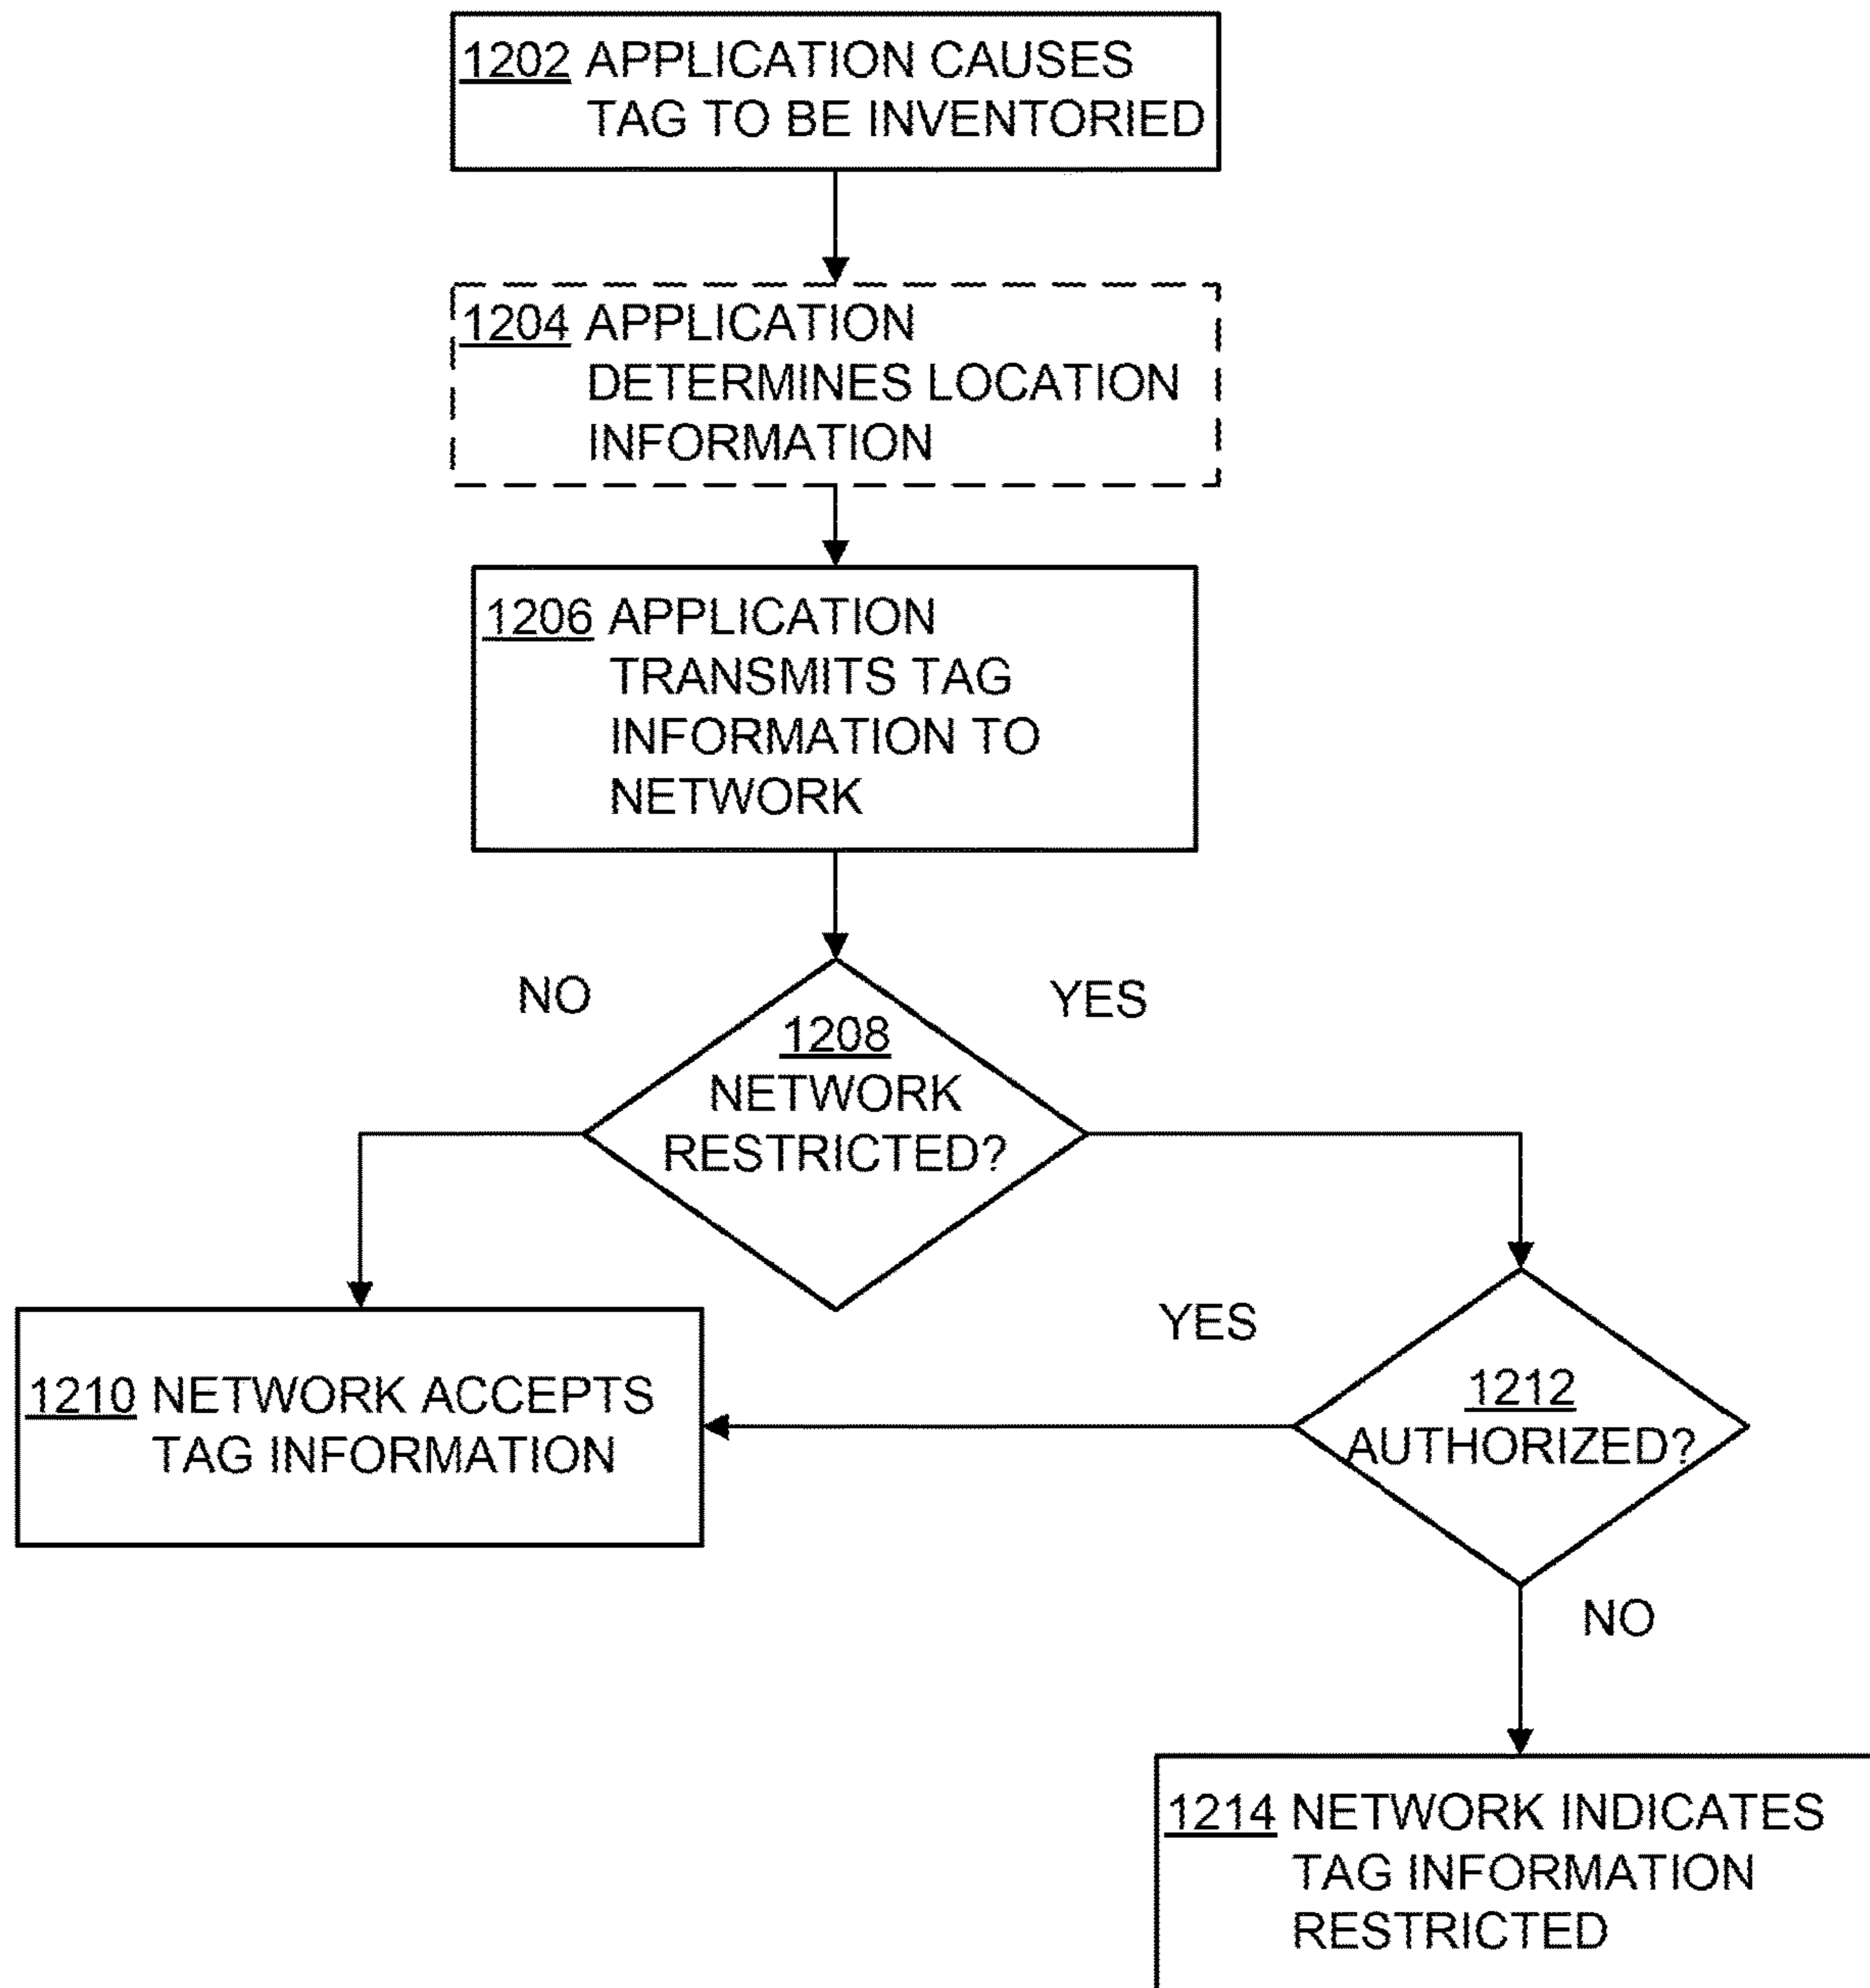 1202 APPLICATION CAUSES
TAG TO BE INVENTORIED
1204 APPLICATION
DETERMINES LOCATION
INFORMATION
1206 APPLICATION
TRANSMITS TAG
INFORMATION TO
NETWORK
NO
YES
1208
NETWORK
RESTRICTED?
YES
1210 NETWORK ACCEPTS
TAG INFORMATION
1212
AUTHORIZED?
NO
1214 NETWORK INDICATES
TAG INFORMATION
RESTRICTED